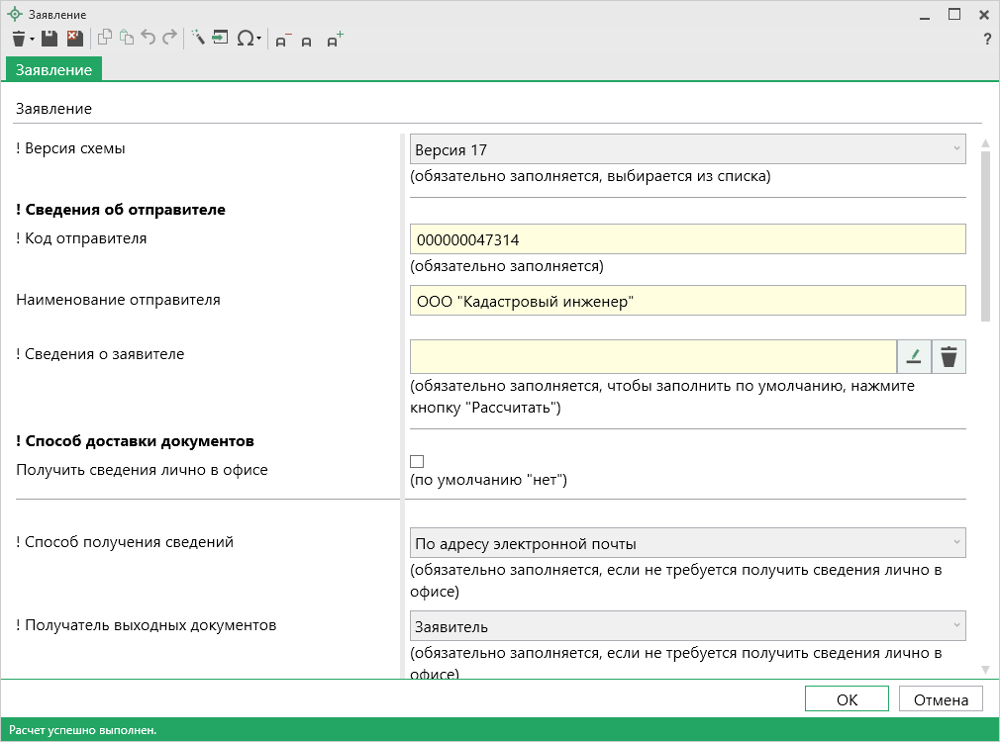 Заявление
?
Заявление
Заявление
! Версия схемы
Версия 17
(обязательно заполняется, выбирается из списка)
! Сведения об отправителе
! Код отправителя
000000047314
(обязательно заполняется)
Наименование отправителя
ООО "Кадастровый инженер"
! Сведения о заявителе
(обязательно заполняется, чтобы заполнить по умолчанию, нажмите
кнопку "Рассчитать")
! Способ доставки документов
Получить сведения лично в офисе
(по умолчанию "нет")
! Способ получения сведений
По адресу электронной почты
(обязательно заполняется, если не требуется получить сведения лично в
офисе)
! Получатель выходных документов
Заявитель
(обязательно заполняется, если не требуется получить сведения лично в
офисе)
ОК
Отмена
Расчет успешно выполнен.